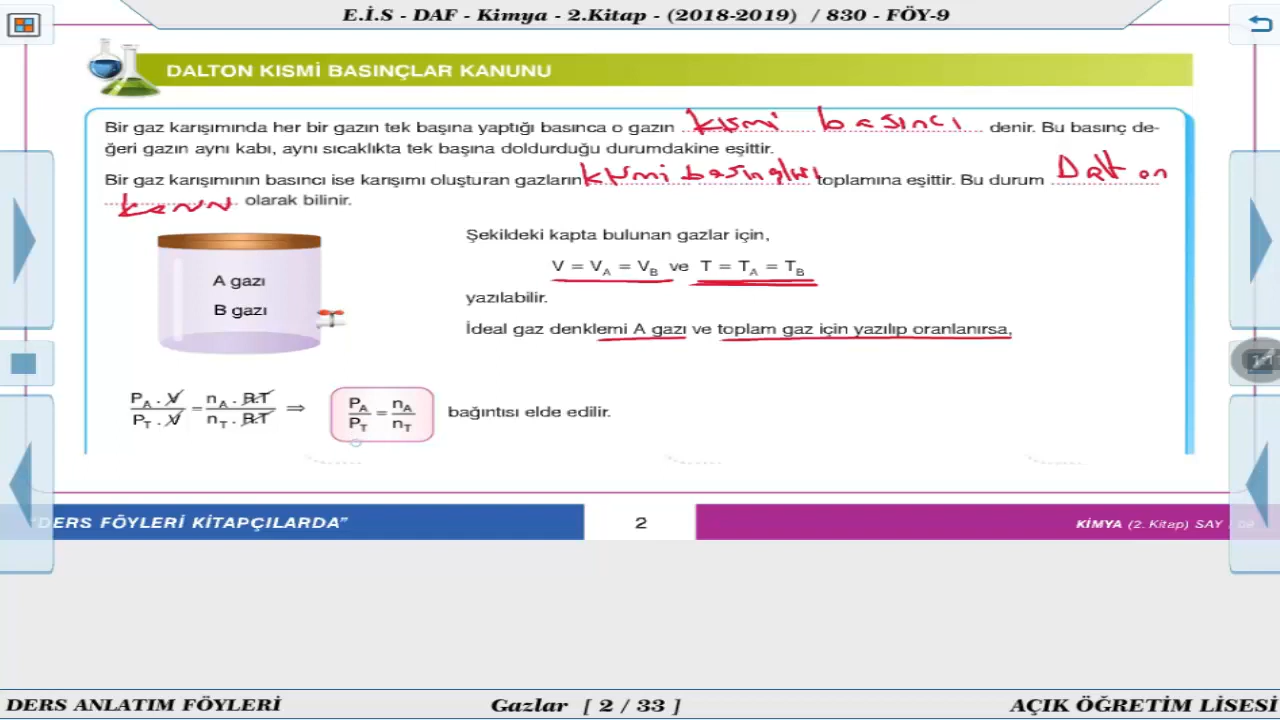 E.İ.S - DAF - Kimya - 2.Kitap - (2018-2019) / 830 - FÖY-9
DALTON KISMİ BASINÇLAR KANUNU
Bir gaz karışımında her bir gazın tek başına yaptığı basınca o gazın kısmi basıncı denir. Bu basınç de-
ğeri gazın aynı kabı, aynı sıcaklıkta tek başına doldurduğu durumdakine eşittir.
Bir gaz karışımının basıncı ise karışımı oluşturan gazların kısmi basınçları toplamına eşittir. Bu durum Dalton
olarak bilinir.
Şekildeki kapta bulunan gazlar için,
A gazı
B gazı
V = V_A = V_B ve T = T_A = T_B
yazılabilir.
İdeal gaz denklemi A gazı ve toplam gaz için yazılıp oranlanırsa,
P_A . V / P_T . V = n_A . R.T / n_T . R.T ⇒ P_A / P_T = n_A / n_T bağıntısı elde edilir.
"DERS FÖYLERİ KİTAPÇILARDA"
2
KİMYA (2. Kitap) SAY
DERS ANLATIM FÖYLERİ
Gazlar [ 2 / 33 ]
AÇIK ÖĞRETİM LİSESİ